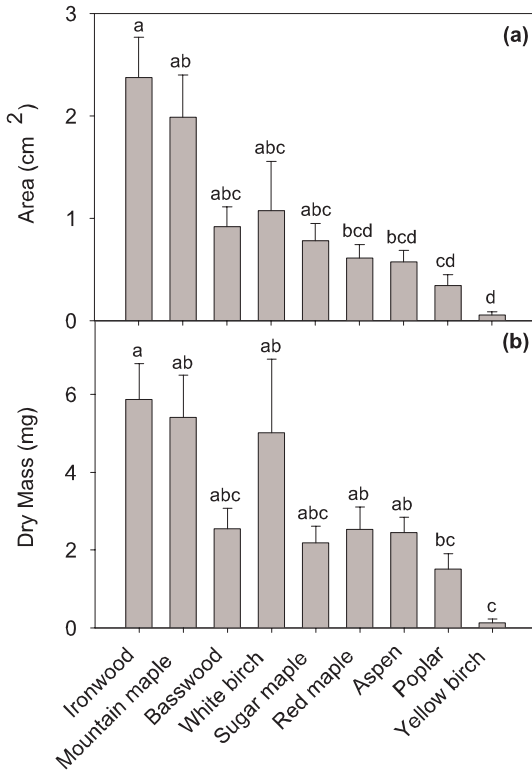 (a)
3
2
1
0
Area (cm 2)
a
ab
abc
abc
abc
bcd
bcd
cd
d
(b)
6
4
2
0
Dry Mass (mg)
a
ab
abc
ab
abc
ab
ab
bc
c
Ironwood
Mountain maple
Basswood
White birch
Sugar maple
Red maple
Aspen
Poplar
Yellow birch